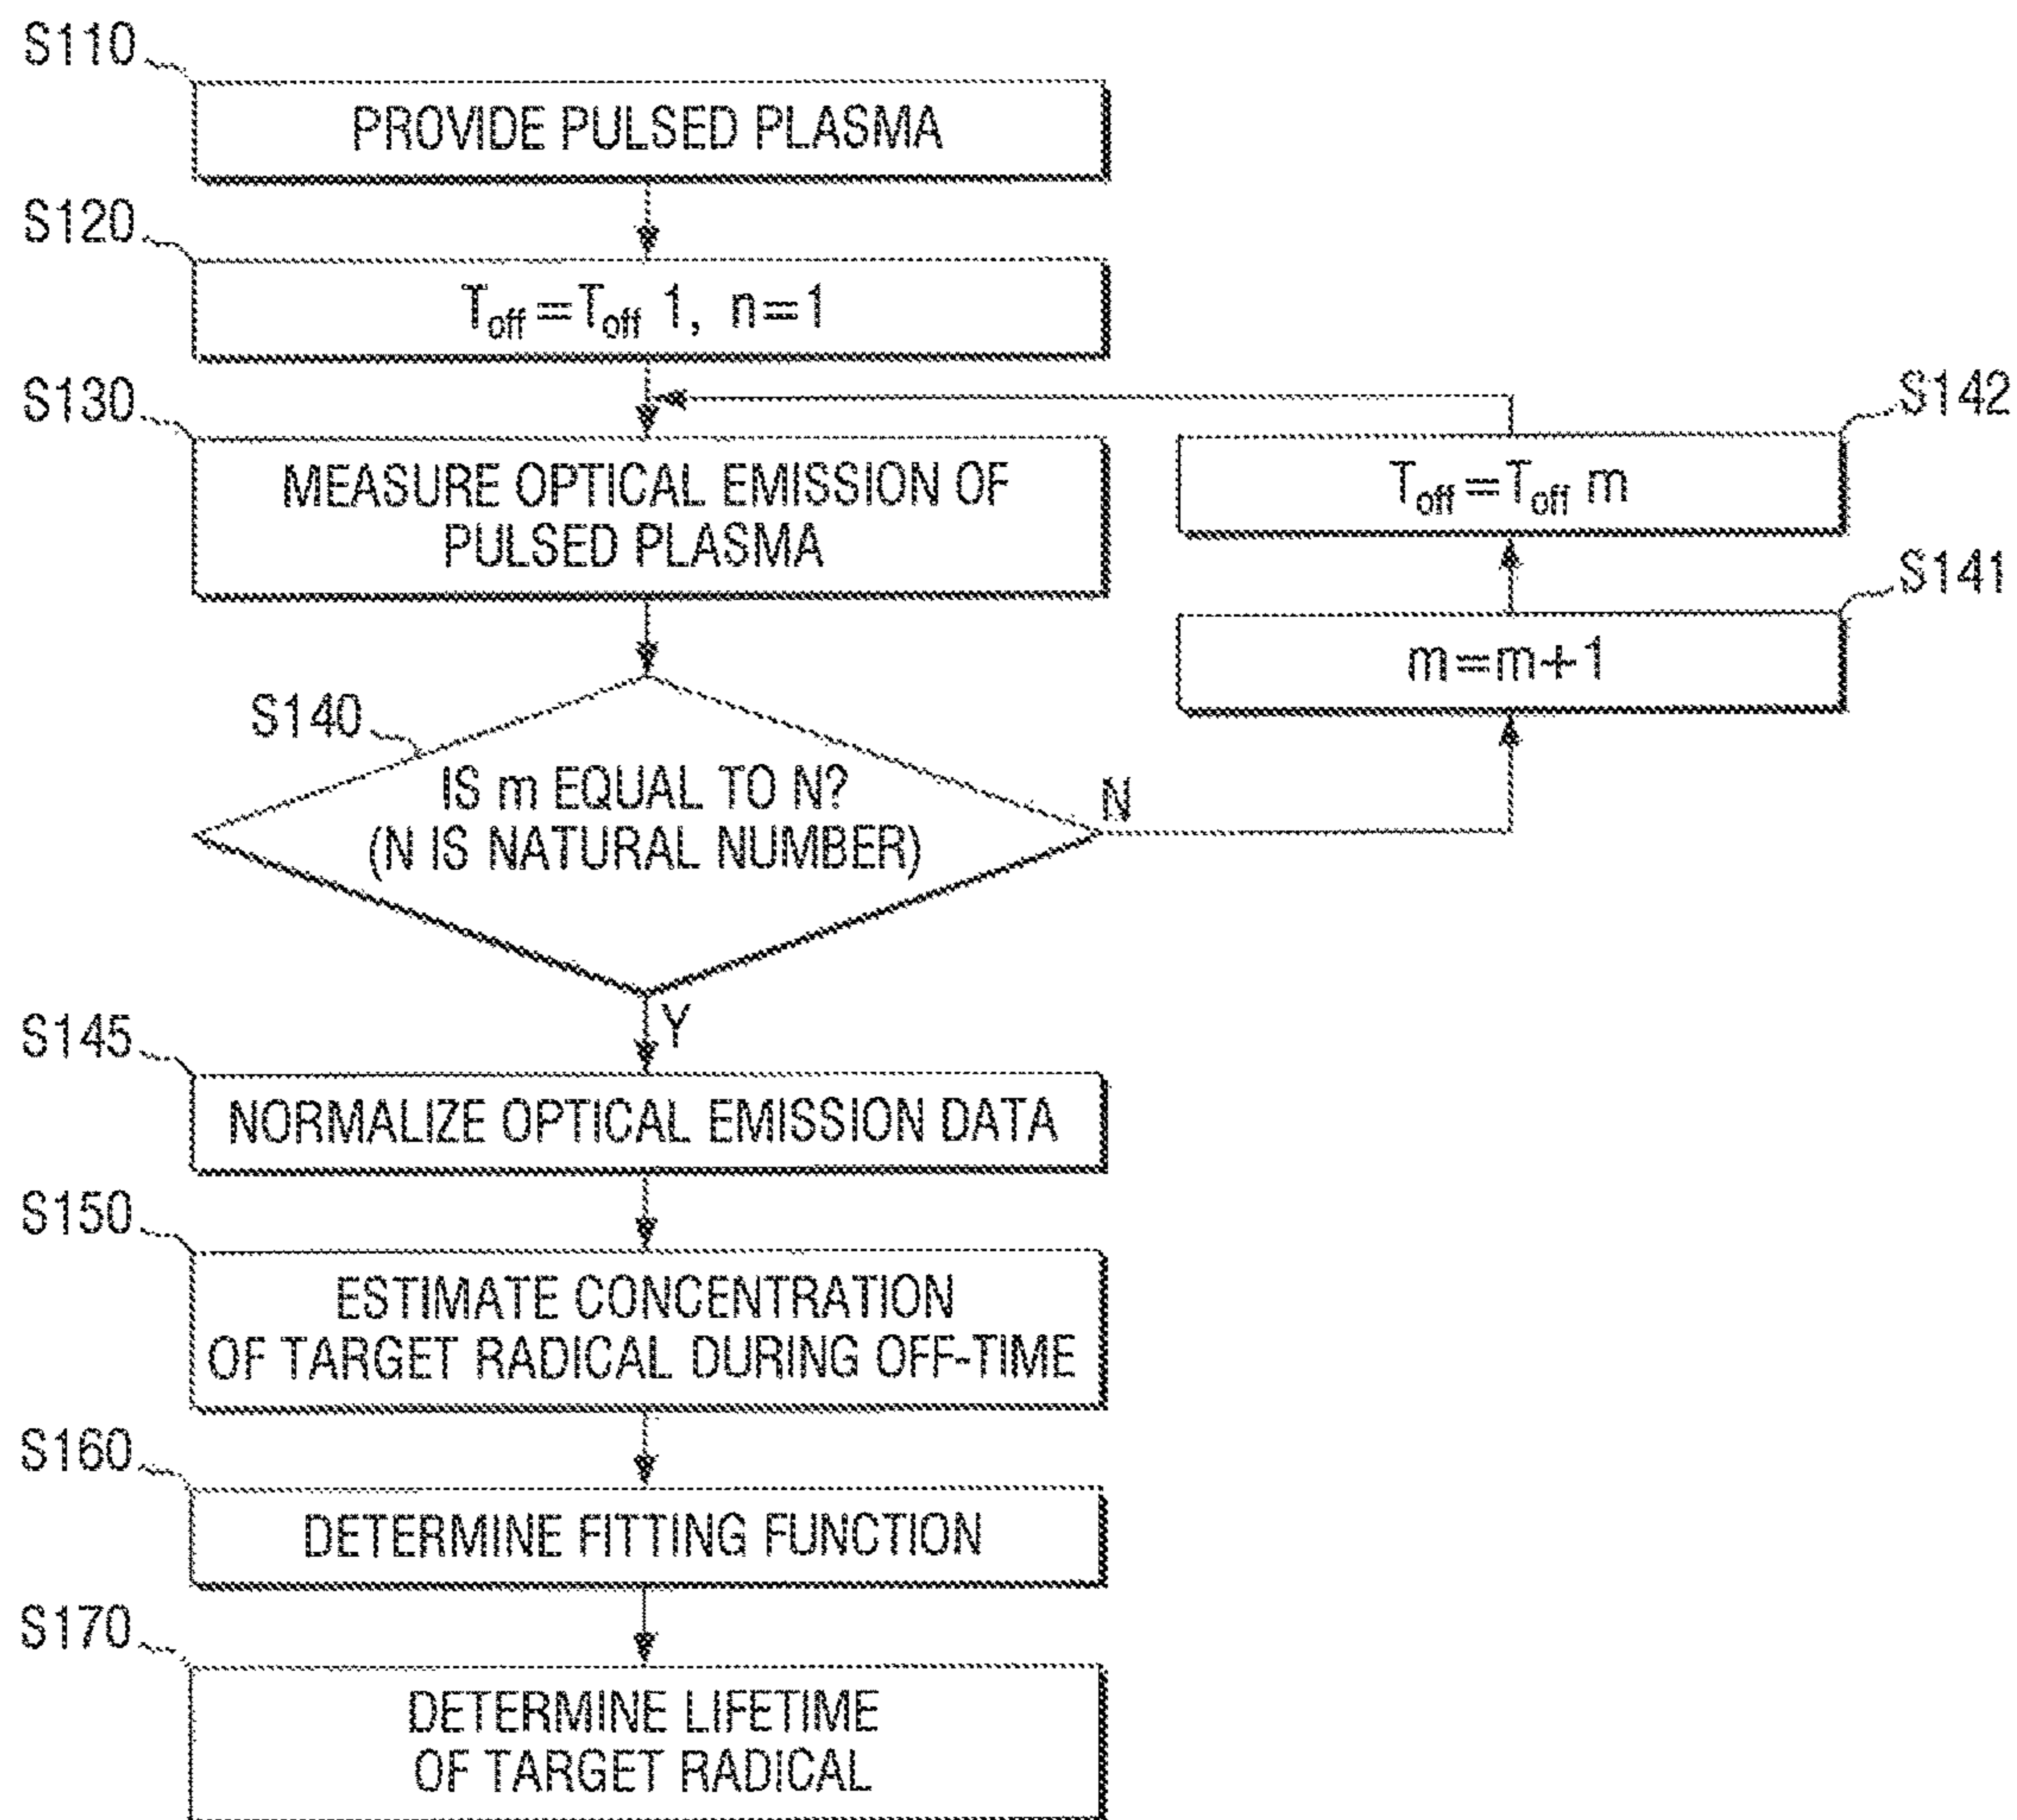 S110
PROVIDE PULSED PLASMA
S120
Toff=Toff 1, n=1
S130
MEASURE OPTICAL EMISSION OF
PULSED PLASMA
S142
Toff=Toff m
S141
m=m+1
S140
IS m EQUAL TO N?
(N IS NATURAL NUMBER)
N
Y
S145
NORMALIZE OPTICAL EMISSION DATA
S150
ESTIMATE CONCENTRATION
OF TARGET RADICAL DURING OFF-TIME
S160
DETERMINE FITTING FUNCTION
S170
DETERMINE LIFETIME
OF TARGET RADICAL